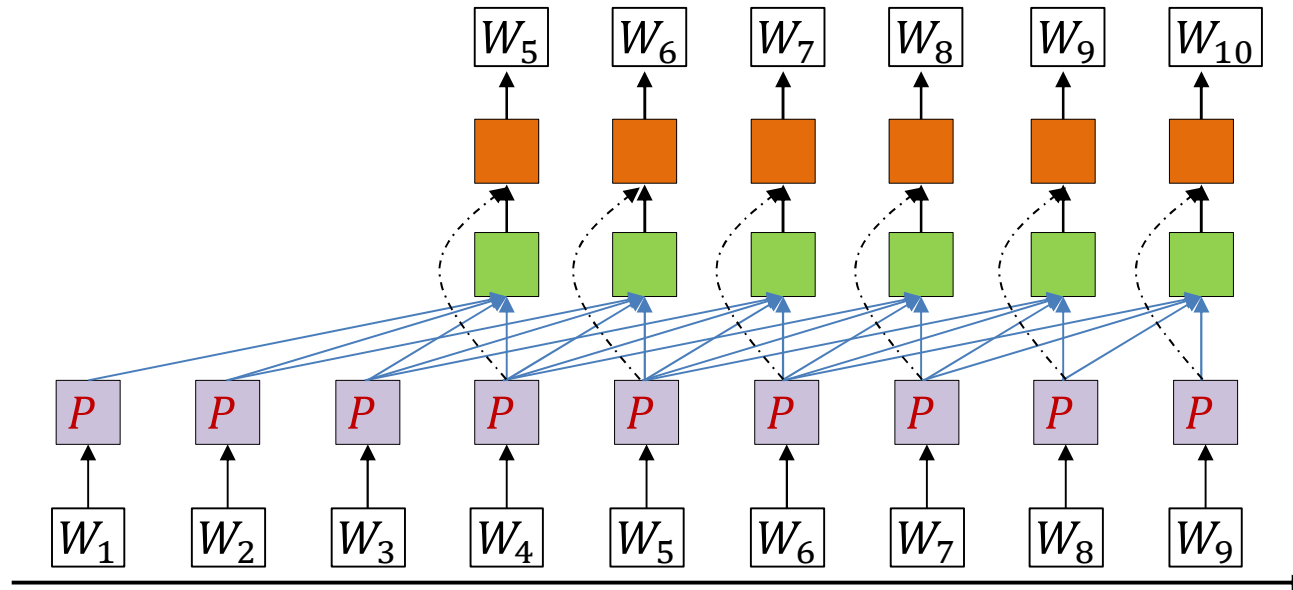 W₅ W₆ W₇ W₈ W₉ W₁₀
P P P P P P P P P
W₁ W₂ W₃ W₄ W₅ W₆ W₇ W₈ W₉